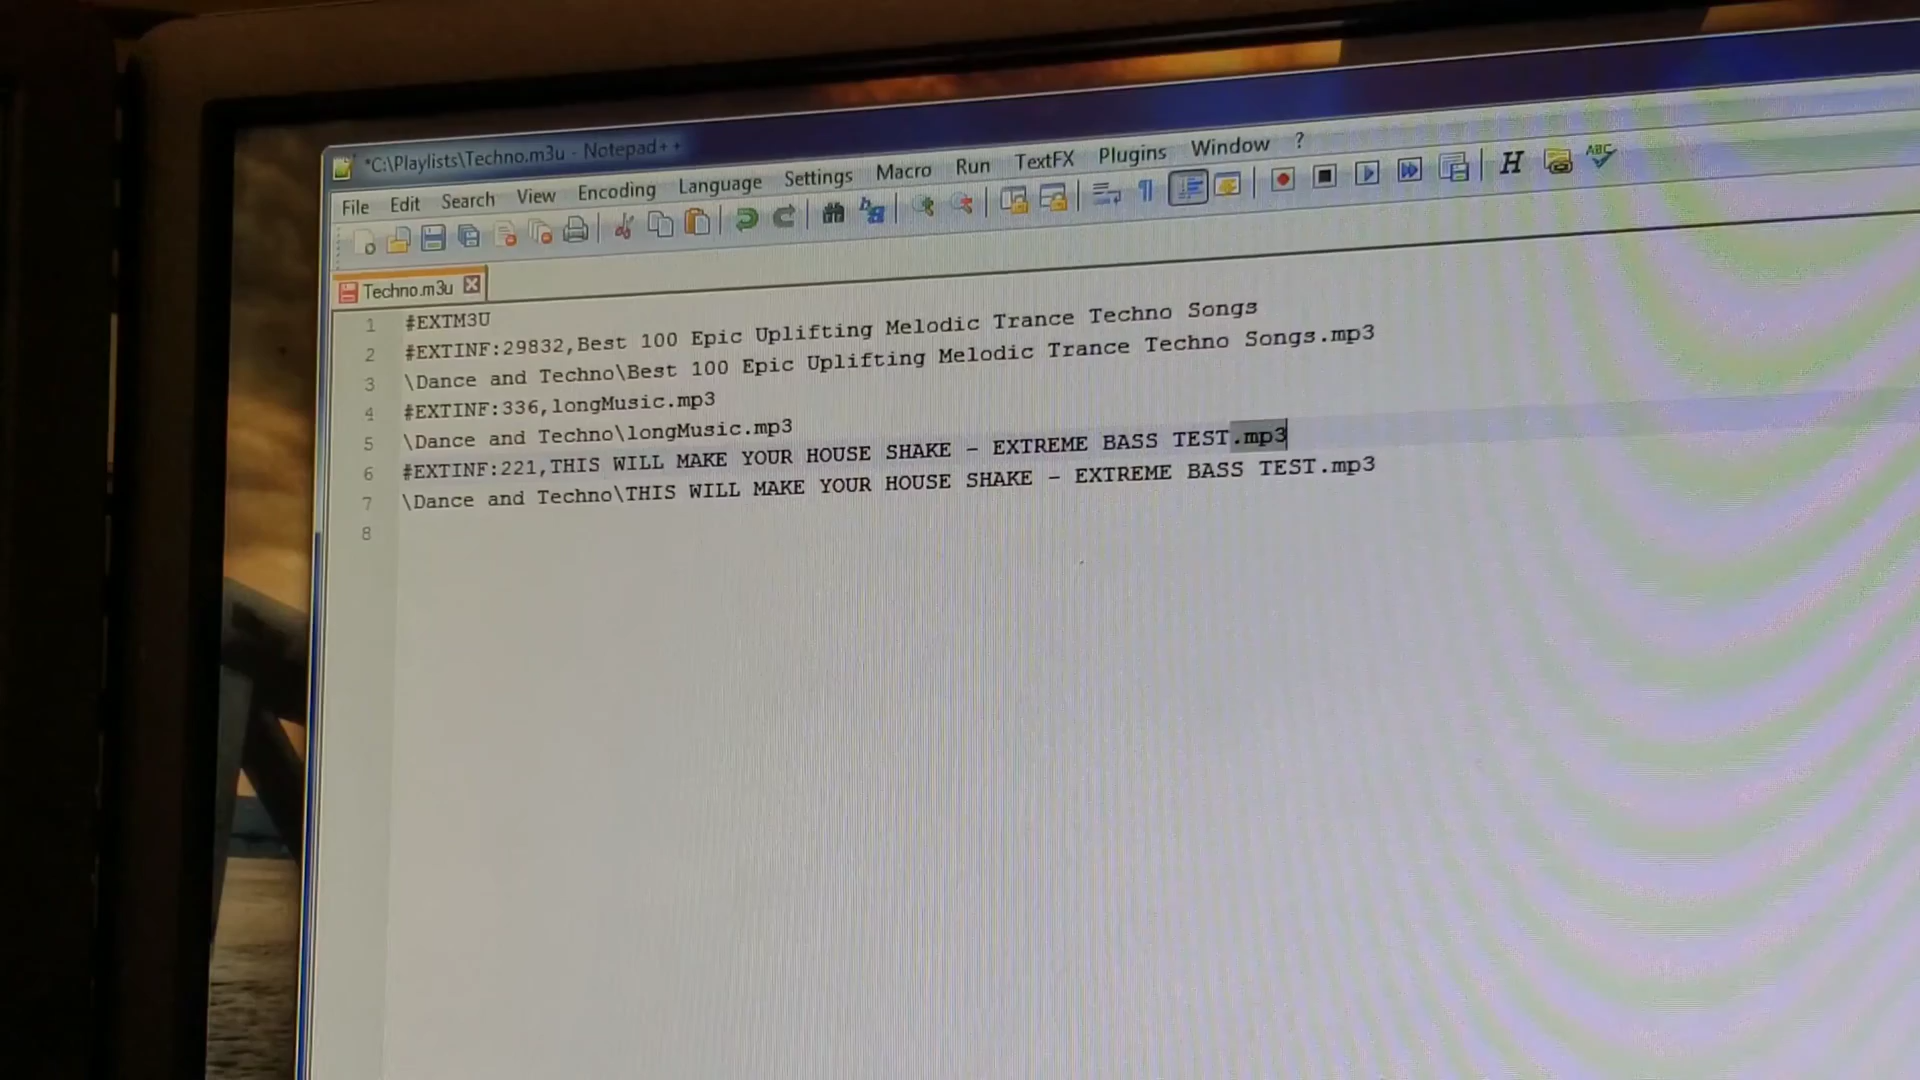 *C:\Playlists\Techno.m3u - Notepad++
File Edit Search View Encoding Language Settings Macro Run TextFX Plugins Window ?
H ABC
Techno.m3u
1 #EXTM3U
2 #EXTINF:29832,Best 100 Epic Uplifting Melodic Trance Techno Songs
3 \Dance and Techno\Best 100 Epic Uplifting Melodic Trance Techno Songs.mp3
4 #EXTINF:336,longMusic.mp3
5 \Dance and Techno\longMusic.mp3
6 #EXTINF:221,THIS WILL MAKE YOUR HOUSE SHAKE - EXTREME BASS TEST.mp3
7 \Dance and Techno\THIS WILL MAKE YOUR HOUSE SHAKE - EXTREME BASS TEST.mp3
8